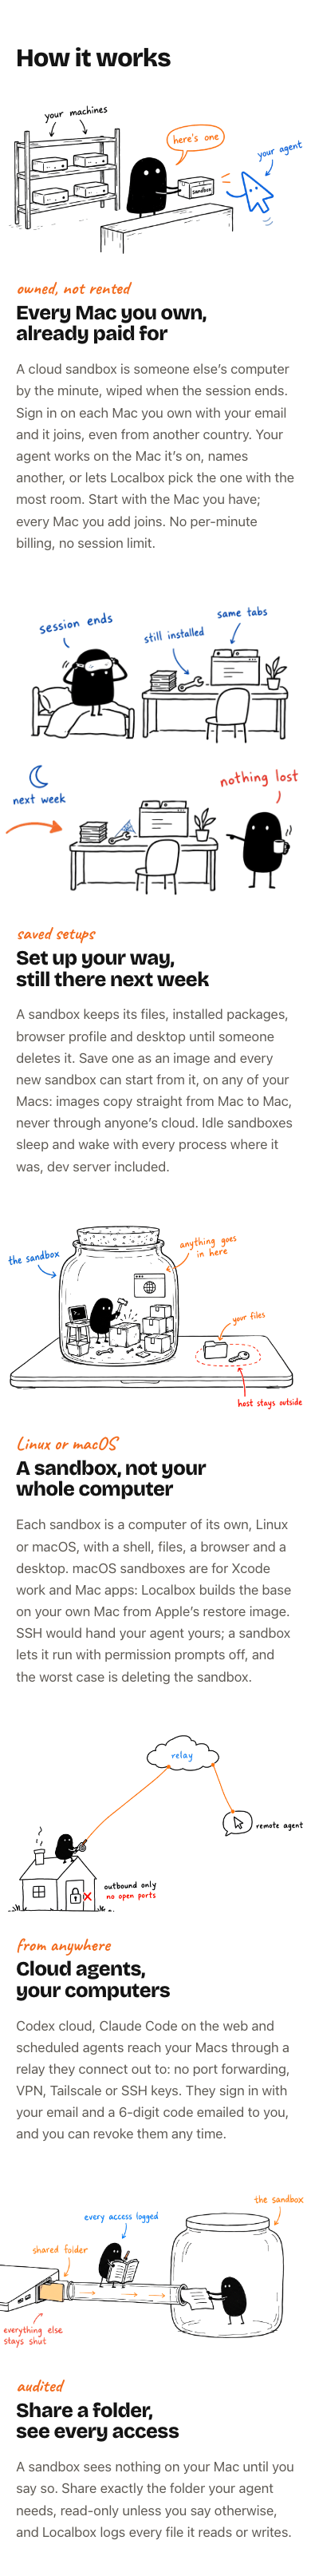 How it works
your machines
here's one
your agent
sandbox
owned, not rented
Every Mac you own,
already paid for
A cloud sandbox is someone else's computer
by the minute, wiped when the session ends.
Sign in on each Mac you own with your email
and it joins, even from another country. Your
agent works on the Mac it's on, names
another, or lets Localbox pick the one with the
most room. Start with the Mac you have;
every Mac you add joins. No per-minute
billing, no session limit.
session ends
still installed
same tabs
next week
nothing lost
saved setups
Set up your way,
still there next week
A sandbox keeps its files, installed packages,
browser profile and desktop until someone
deletes it. Save one as an image and every
new sandbox can start from it, on any of your
Macs: images copy straight from Mac to Mac,
never through anyone's cloud. Idle sandboxes
sleep and wake with every process where it
was, dev server included.
the sandbox
anything goes
in here
your files
host stays outside
Linux or macOS
A sandbox, not your
whole computer
Each sandbox is a computer of its own, Linux
or macOS, with a shell, files, a browser and a
desktop. macOS sandboxes are for Xcode
work and Mac apps: Localbox builds the base
on your own Mac from Apple's restore image.
SSH would hand your agent yours; a sandbox
lets it run with permission prompts off, and
the worst case is deleting the sandbox.
relay
remote agent
outbound only
no open ports
from anywhere
Cloud agents,
your computers
Codex cloud, Claude Code on the web and
scheduled agents reach your Macs through a
relay they connect out to: no port forwarding,
VPN, Tailscale or SSH keys. They sign in with
your email and a 6-digit code emailed to you,
and you can revoke them any time.
the sandbox
every access logged
shared folder
everything else
stays shut
audited
Share a folder,
see every access
A sandbox sees nothing on your Mac until you
say so. Share exactly the folder your agent
needs, read-only unless you say otherwise,
and Localbox logs every file it reads or writes.